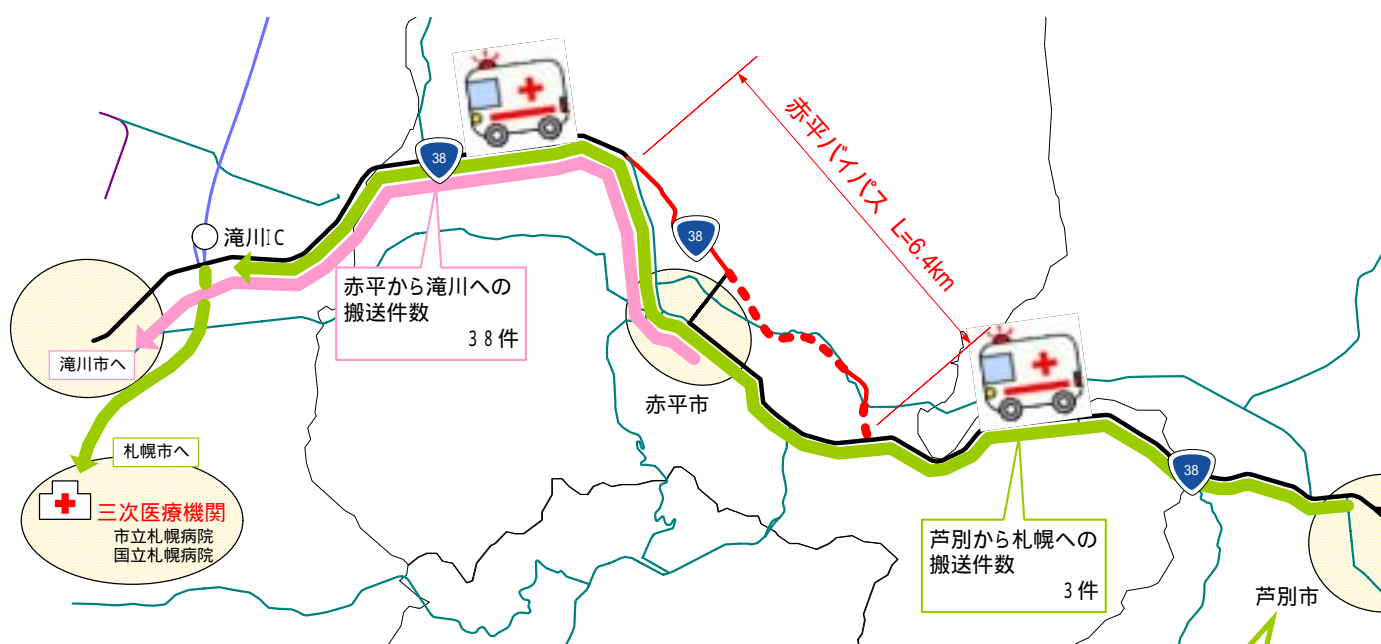 38
赤平バイパス L=6.4km
38
滝川IC
赤平から滝川への
搬送件数
38件
滝川市へ
赤平市
札幌市へ
三次医療機関
市立札幌病院
国立札幌病院
38
芦別から札幌への
搬送件数
3件
芦別市